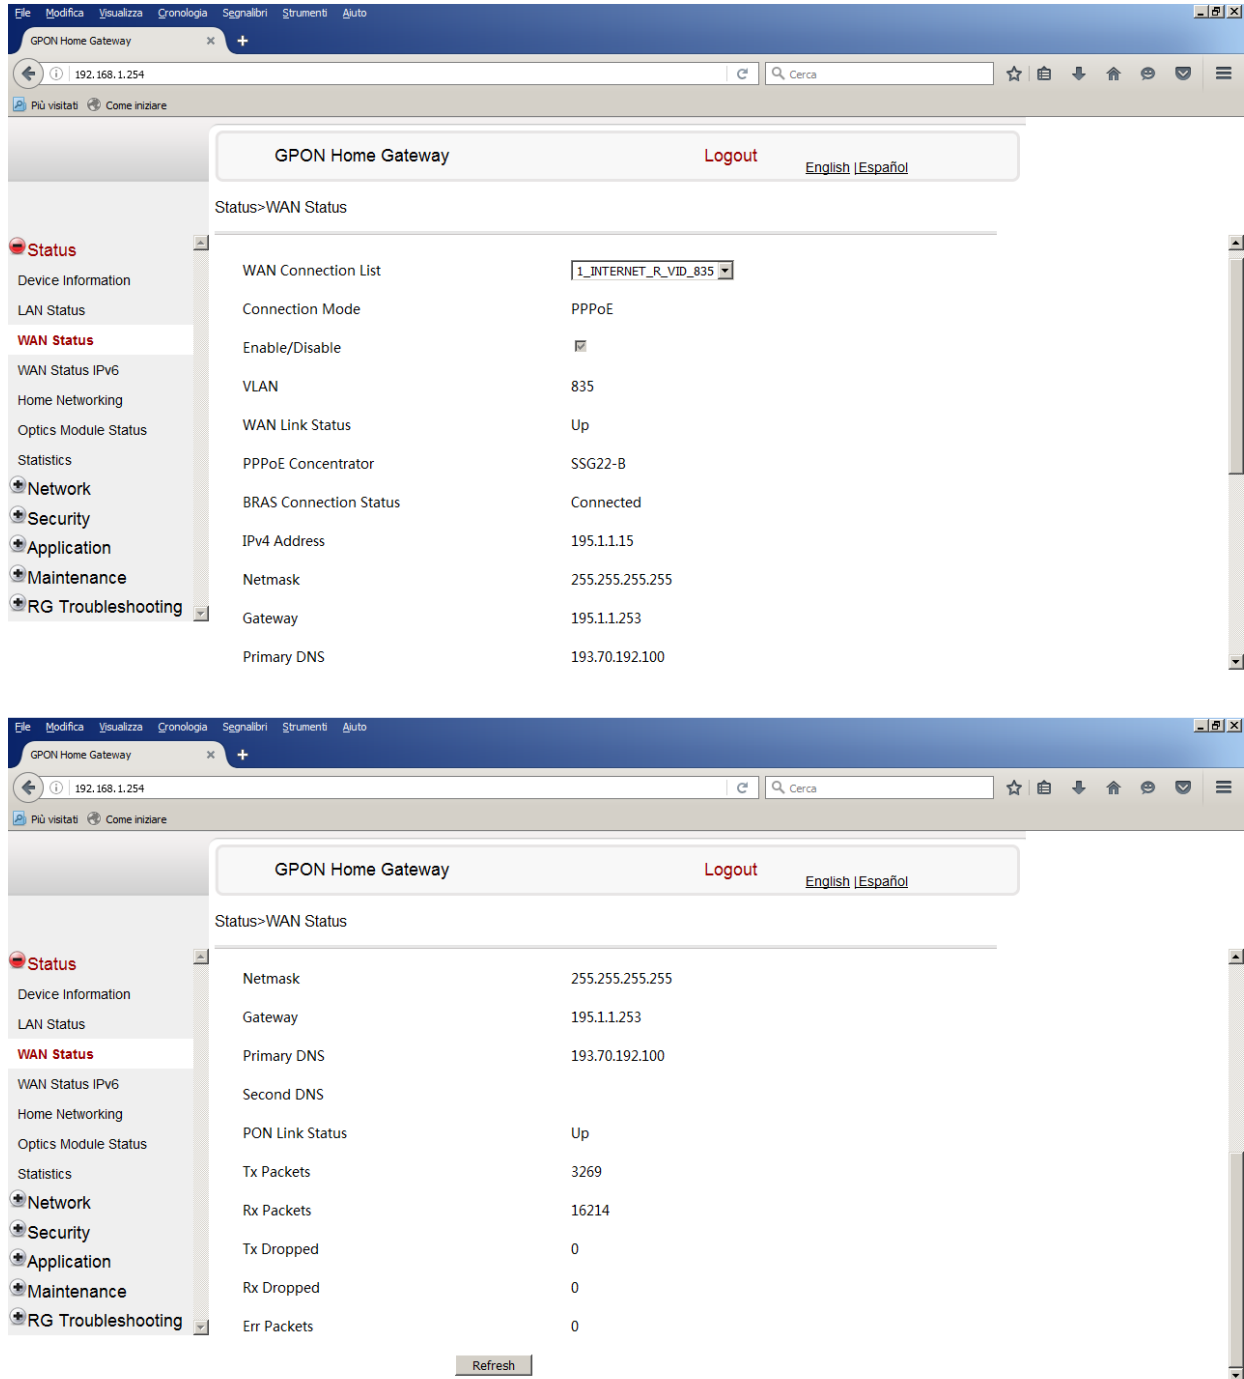 File Modifica Visualizza Cronologia Segnalibri Strumenti Aiuto
GPON Home Gateway
192.168.1.254
Cerca
Più visitati Come iniziare
GPON Home Gateway Logout English | Español
Status>WAN Status
Status
Device Information
LAN Status
WAN Status
WAN Status IPv6
Home Networking
Optics Module Status
Statistics
Network
Security
Application
Maintenance
RG Troubleshooting
WAN Connection List 1_INTERNET_R_VID_835
Connection Mode PPPoE
Enable/Disable
VLAN 835
WAN Link Status Up
PPPoE Concentrator SSG22-B
BRAS Connection Status Connected
IPv4 Address 195.1.1.15
Netmask 255.255.255.255
Gateway 195.1.1.253
Primary DNS 193.70.192.100
File Modifica Visualizza Cronologia Segnalibri Strumenti Aiuto
GPON Home Gateway
192.168.1.254
Cerca
Più visitati Come iniziare
GPON Home Gateway Logout English | Español
Status>WAN Status
Status
Device Information
LAN Status
WAN Status
WAN Status IPv6
Home Networking
Optics Module Status
Statistics
Network
Security
Application
Maintenance
RG Troubleshooting
Netmask 255.255.255.255
Gateway 195.1.1.253
Primary DNS 193.70.192.100
Second DNS
PON Link Status Up
Tx Packets 3269
Rx Packets 16214
Tx Dropped 0
Rx Dropped 0
Err Packets 0
Refresh